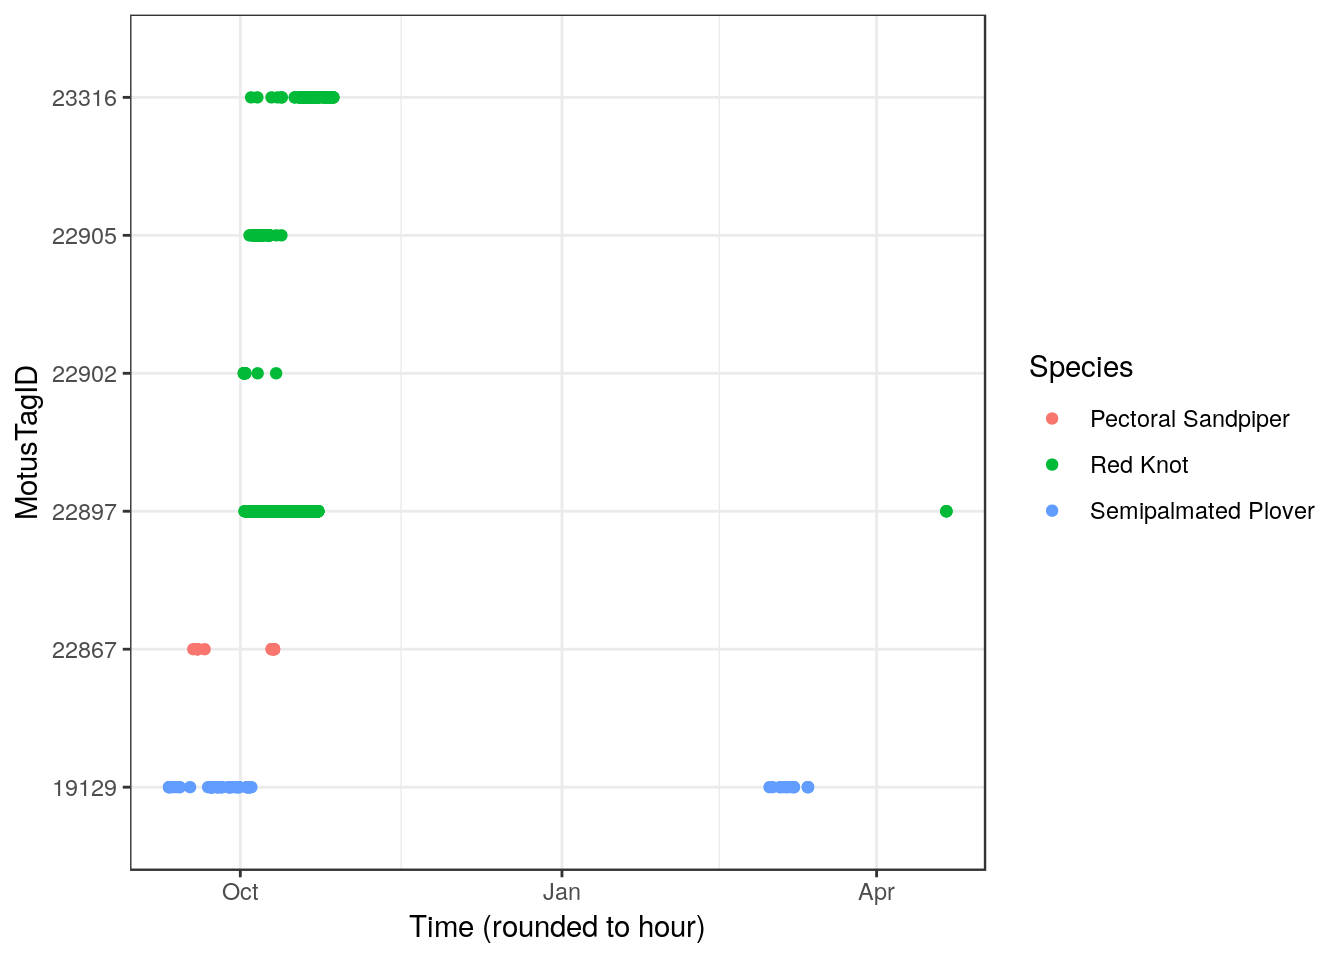 23316
22905
22902
22897
22867
19129
MotusTagID
Oct
Jan
Apr
Time (rounded to hour)
Species
Pectoral Sandpiper
Red Knot
Semipalmated Plover